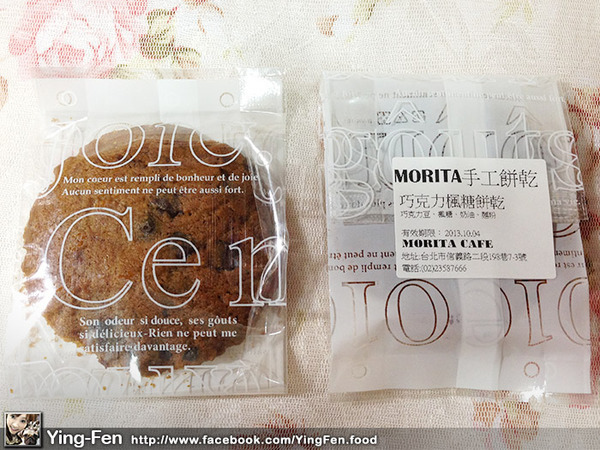 Joie
Mon coeur est rempli de bonheur et de joie
Aucun sentiment ne peut être aussi fort.
Ce n
Son odeur si douce, ses goûts
si délicieux-Rien ne peut me
satisfaire davantage.
MORITA手工餅乾
巧克力楓糖餅乾
巧克力豆、楓糖、奶油、麵粉
有效期限： 2013.10.04
MORITA CAFE
地址:台北市信義路二段198巷7-3號
電話:(02)23587666
Ying-Fen http://www.facebook.com/YingFen.food